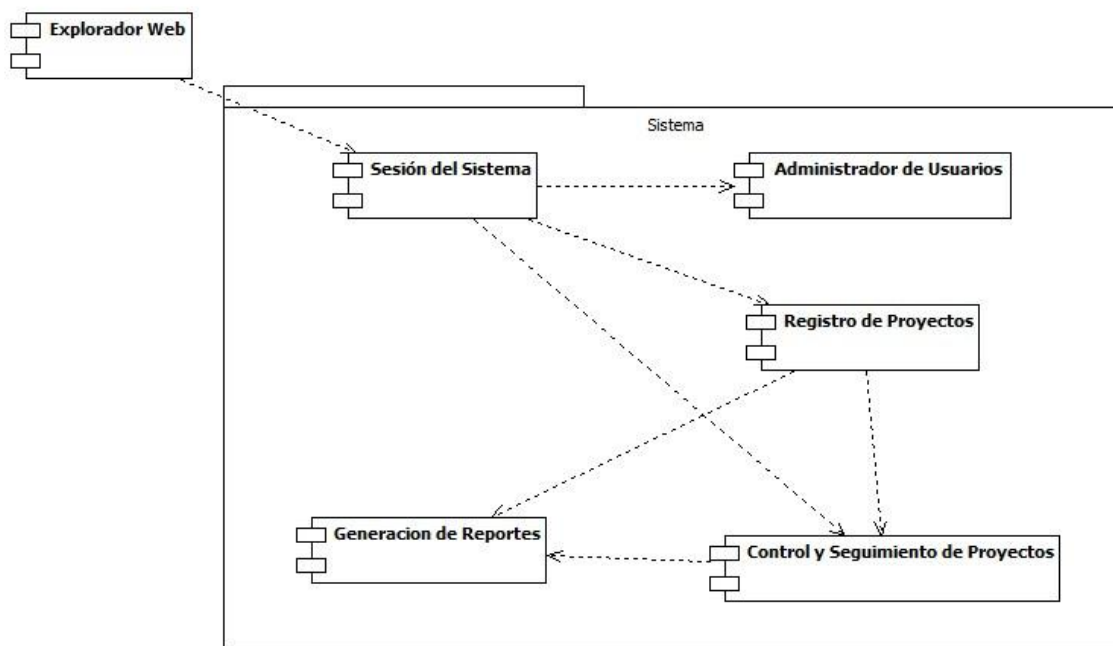 Explorador Web
Sistema
Sesión del Sistema
Administrador de Usuarios
Registro de Proyectos
Generacion de Reportes
Control y Seguimiento de Proyectos